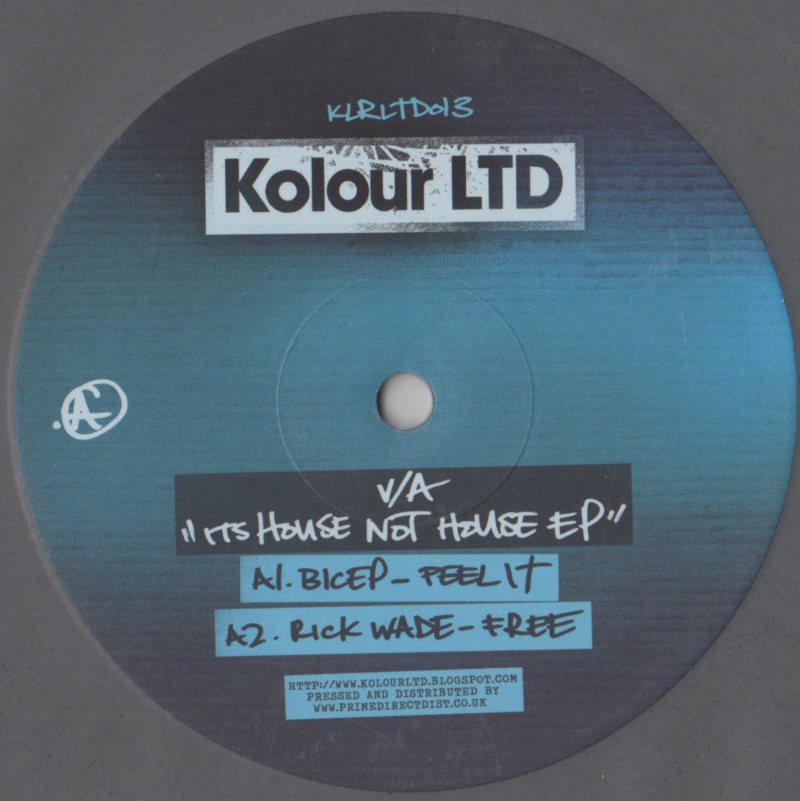 KLRLTD013
Kolour LTD
A
V/A
"ITS HOUSE NOT HOUSE EP"
A1. BICEP - FEEL IT
A2. RICK WADE - FREE
HTTP://WWW.KOLOURLTD.BLOGSPOT.COM
PRESSED AND DISTRIBUTED BY
WWW.PRIMEDIRECTDIST.CO.UK